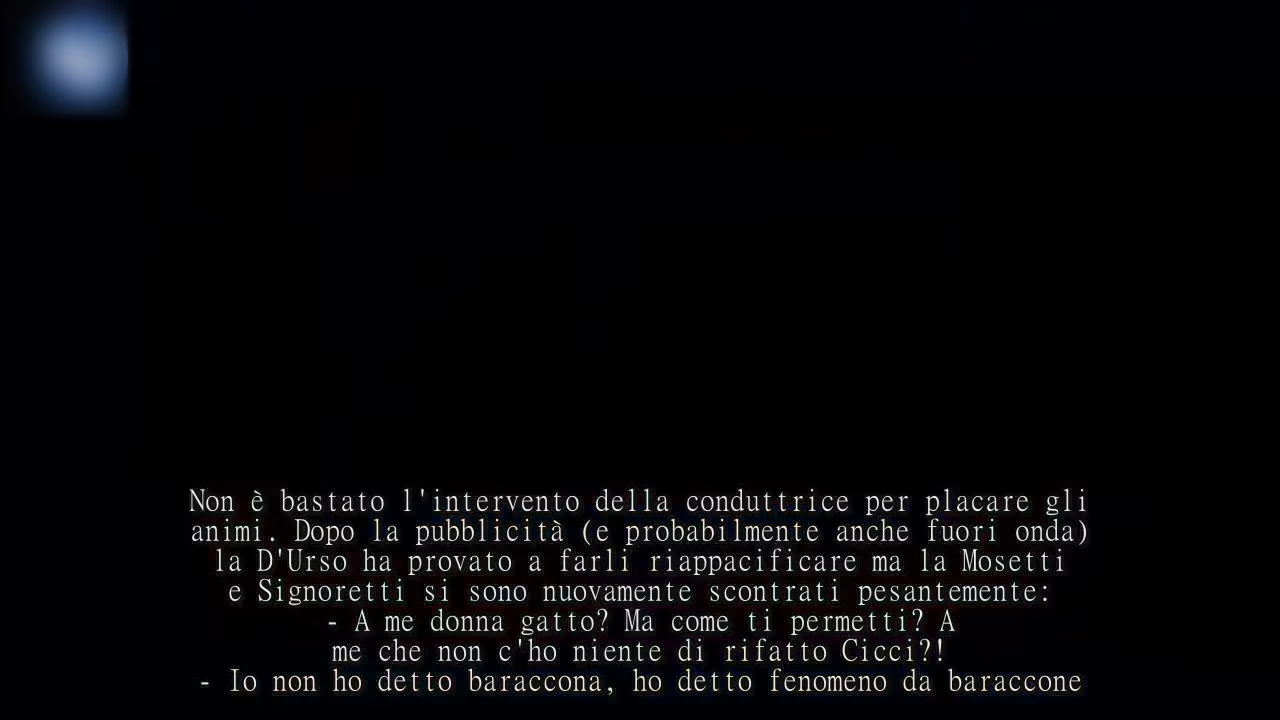 Non è bastato l'intervento della conduttrice per placare gli
animi. Dopo la pubblicità (e probabilmente anche fuori onda)
la D'Urso ha provato a farli riappacificare ma la Mosetti
e Signoretti si sono nuovamente scontrati pesantemente:
- A me donna gatto? Ma come ti permetti? A
me che non c'ho niente di rifatto Cicci?!
- Io non ho detto baraccona, ho detto fenomeno da baraccone